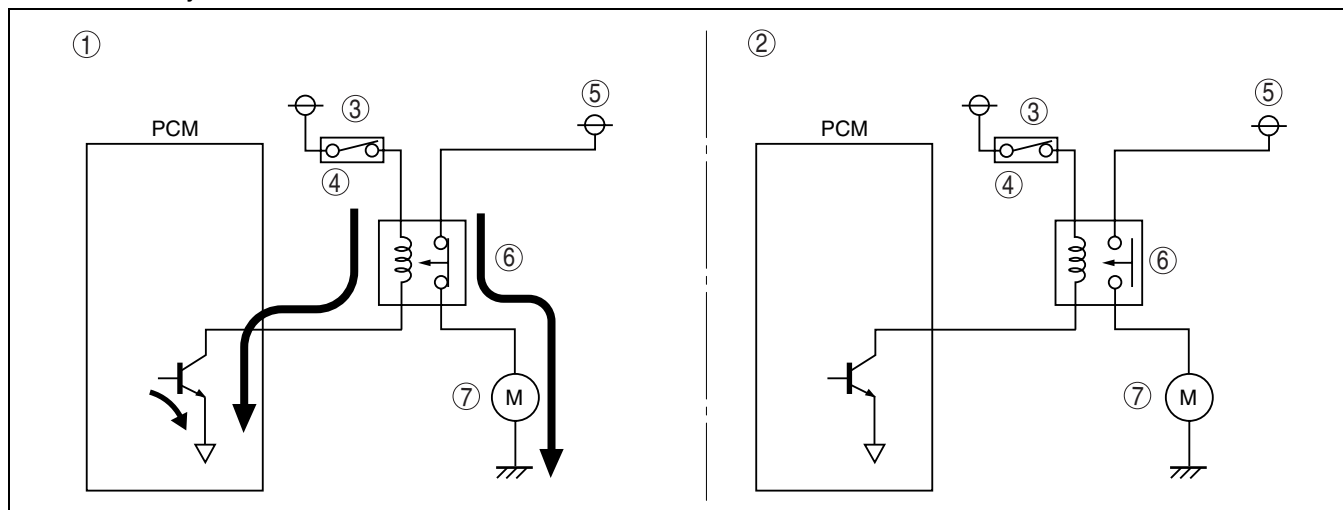 ① ②
③ ⑤ ③ ⑤
PCM PCM
④ ④
⑥ ⑥
⑦ M ⑦ M